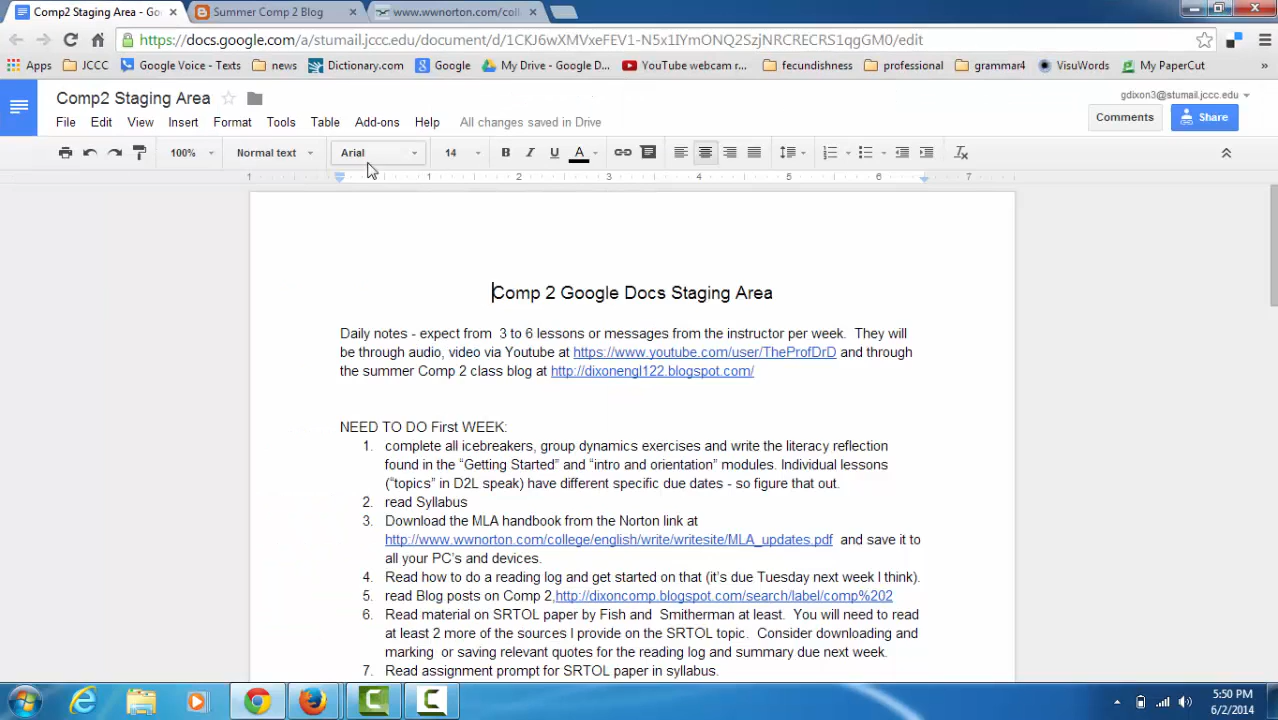 Comp2 Staging Area - Go
Summer Comp 2 Blog
www.wwnorton.com/coll
https://docs.google.com/a/stumail.jccc.edu/document/d/1CKJ6wXMVxeFEV1-N5x1IYmONQ2SzjNRCRECRS1qgGM0/edit
Apps JCCC Google Voice - Texts news Dictionary.com Google My Drive - Google D... YouTube webcam r... fecundishness professional grammar4 VisuWords My PaperCut »
Comp2 Staging Area
gdixon3@stumail.jccc.edu
File Edit View Insert Format Tools Table Add-ons Help All changes saved in Drive
Comments Share
100% Normal text Arial 14 B I U A
1 1 2 3 4 5 6 7
Comp 2 Google Docs Staging Area
Daily notes - expect from 3 to 6 lessons or messages from the instructor per week. They will
be through audio, video via Youtube at https://www.youtube.com/user/TheProfDrD and through
the summer Comp 2 class blog at http://dixonengl122.blogspot.com/
NEED TO DO First WEEK:
1. complete all icebreakers, group dynamics exercises and write the literacy reflection
found in the “Getting Started” and “intro and orientation” modules. Individual lessons
(“topics” in D2L speak) have different specific due dates - so figure that out.
2. read Syllabus
3. Download the MLA handbook from the Norton link at
http://www.wwnorton.com/college/english/write/writesite/MLA_updates.pdf and save it to
all your PC’s and devices.
4. Read how to do a reading log and get started on that (it’s due Tuesday next week I think).
5. read Blog posts on Comp 2,http://dixoncomp.blogspot.com/search/label/comp%202
6. Read material on SRTOL paper by Fish and Smitherman at least. You will need to read
at least 2 more of the sources I provide on the SRTOL topic. Consider downloading and
marking or saving relevant quotes for the reading log and summary due next week.
7. Read assignment prompt for SRTOL paper in syllabus.
5:50 PM
6/2/2014